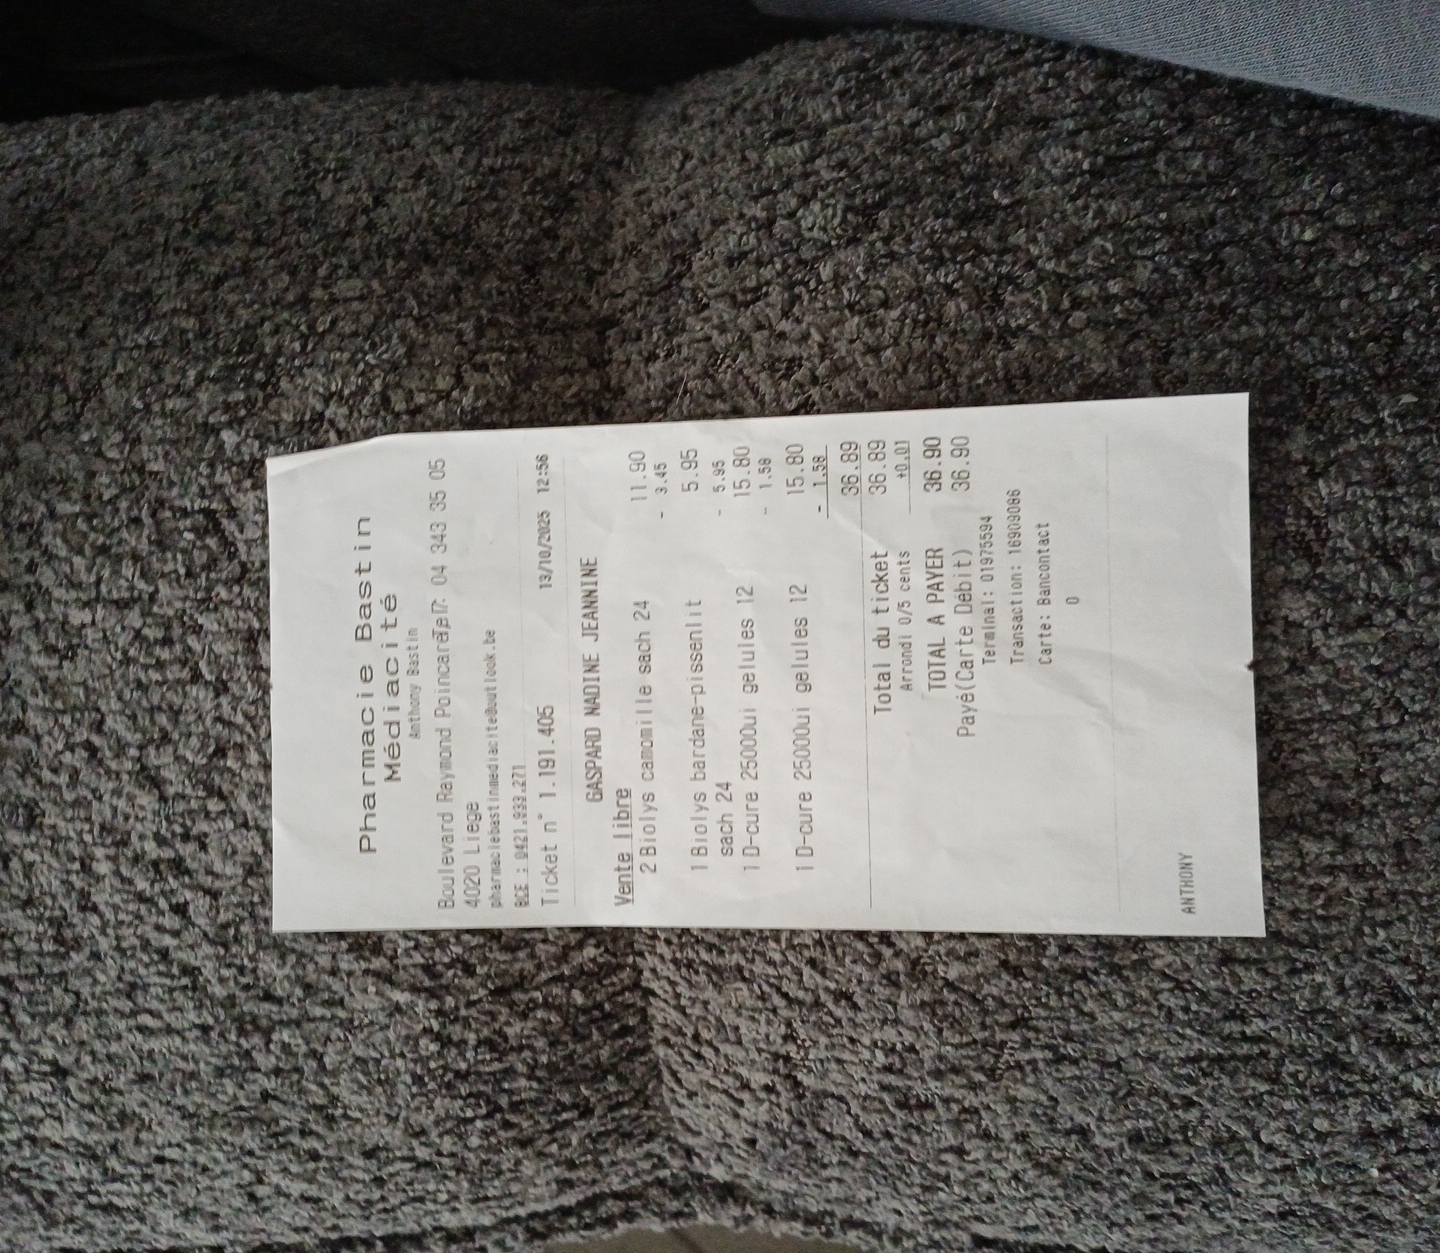 Pharmacie Bastin
Médiacité
Anthony Bastin
Boulevard Raymond Poincaré 7: 04 343 35 05
4020 Liege
pharmaciebastinmediacite@outlook.be
BCE : 0421.939.271
Ticket n° 1.191.405 13/10/2025 12:56
GASPARD NADINE JEANNINE
Vente libre
2 Biolys camomille sach 24 11.90
- 3.45
1 Biolys bardane-pissenlit 5.95
sach 24 - 5.95
1 D-cure 25000ui gelules 12 15.80
- 1.58
1 D-cure 25000ui gelules 12 15.80
- 1.58
36.89
Total du ticket 36.89
Arrondi 0/5 cents +0.01
TOTAL A PAYER 36.90
Payé(Carte Débit) 36.90
Terminal: 01975594
Transaction: 16909086
Carte: Bancontact
0
ANTHONY